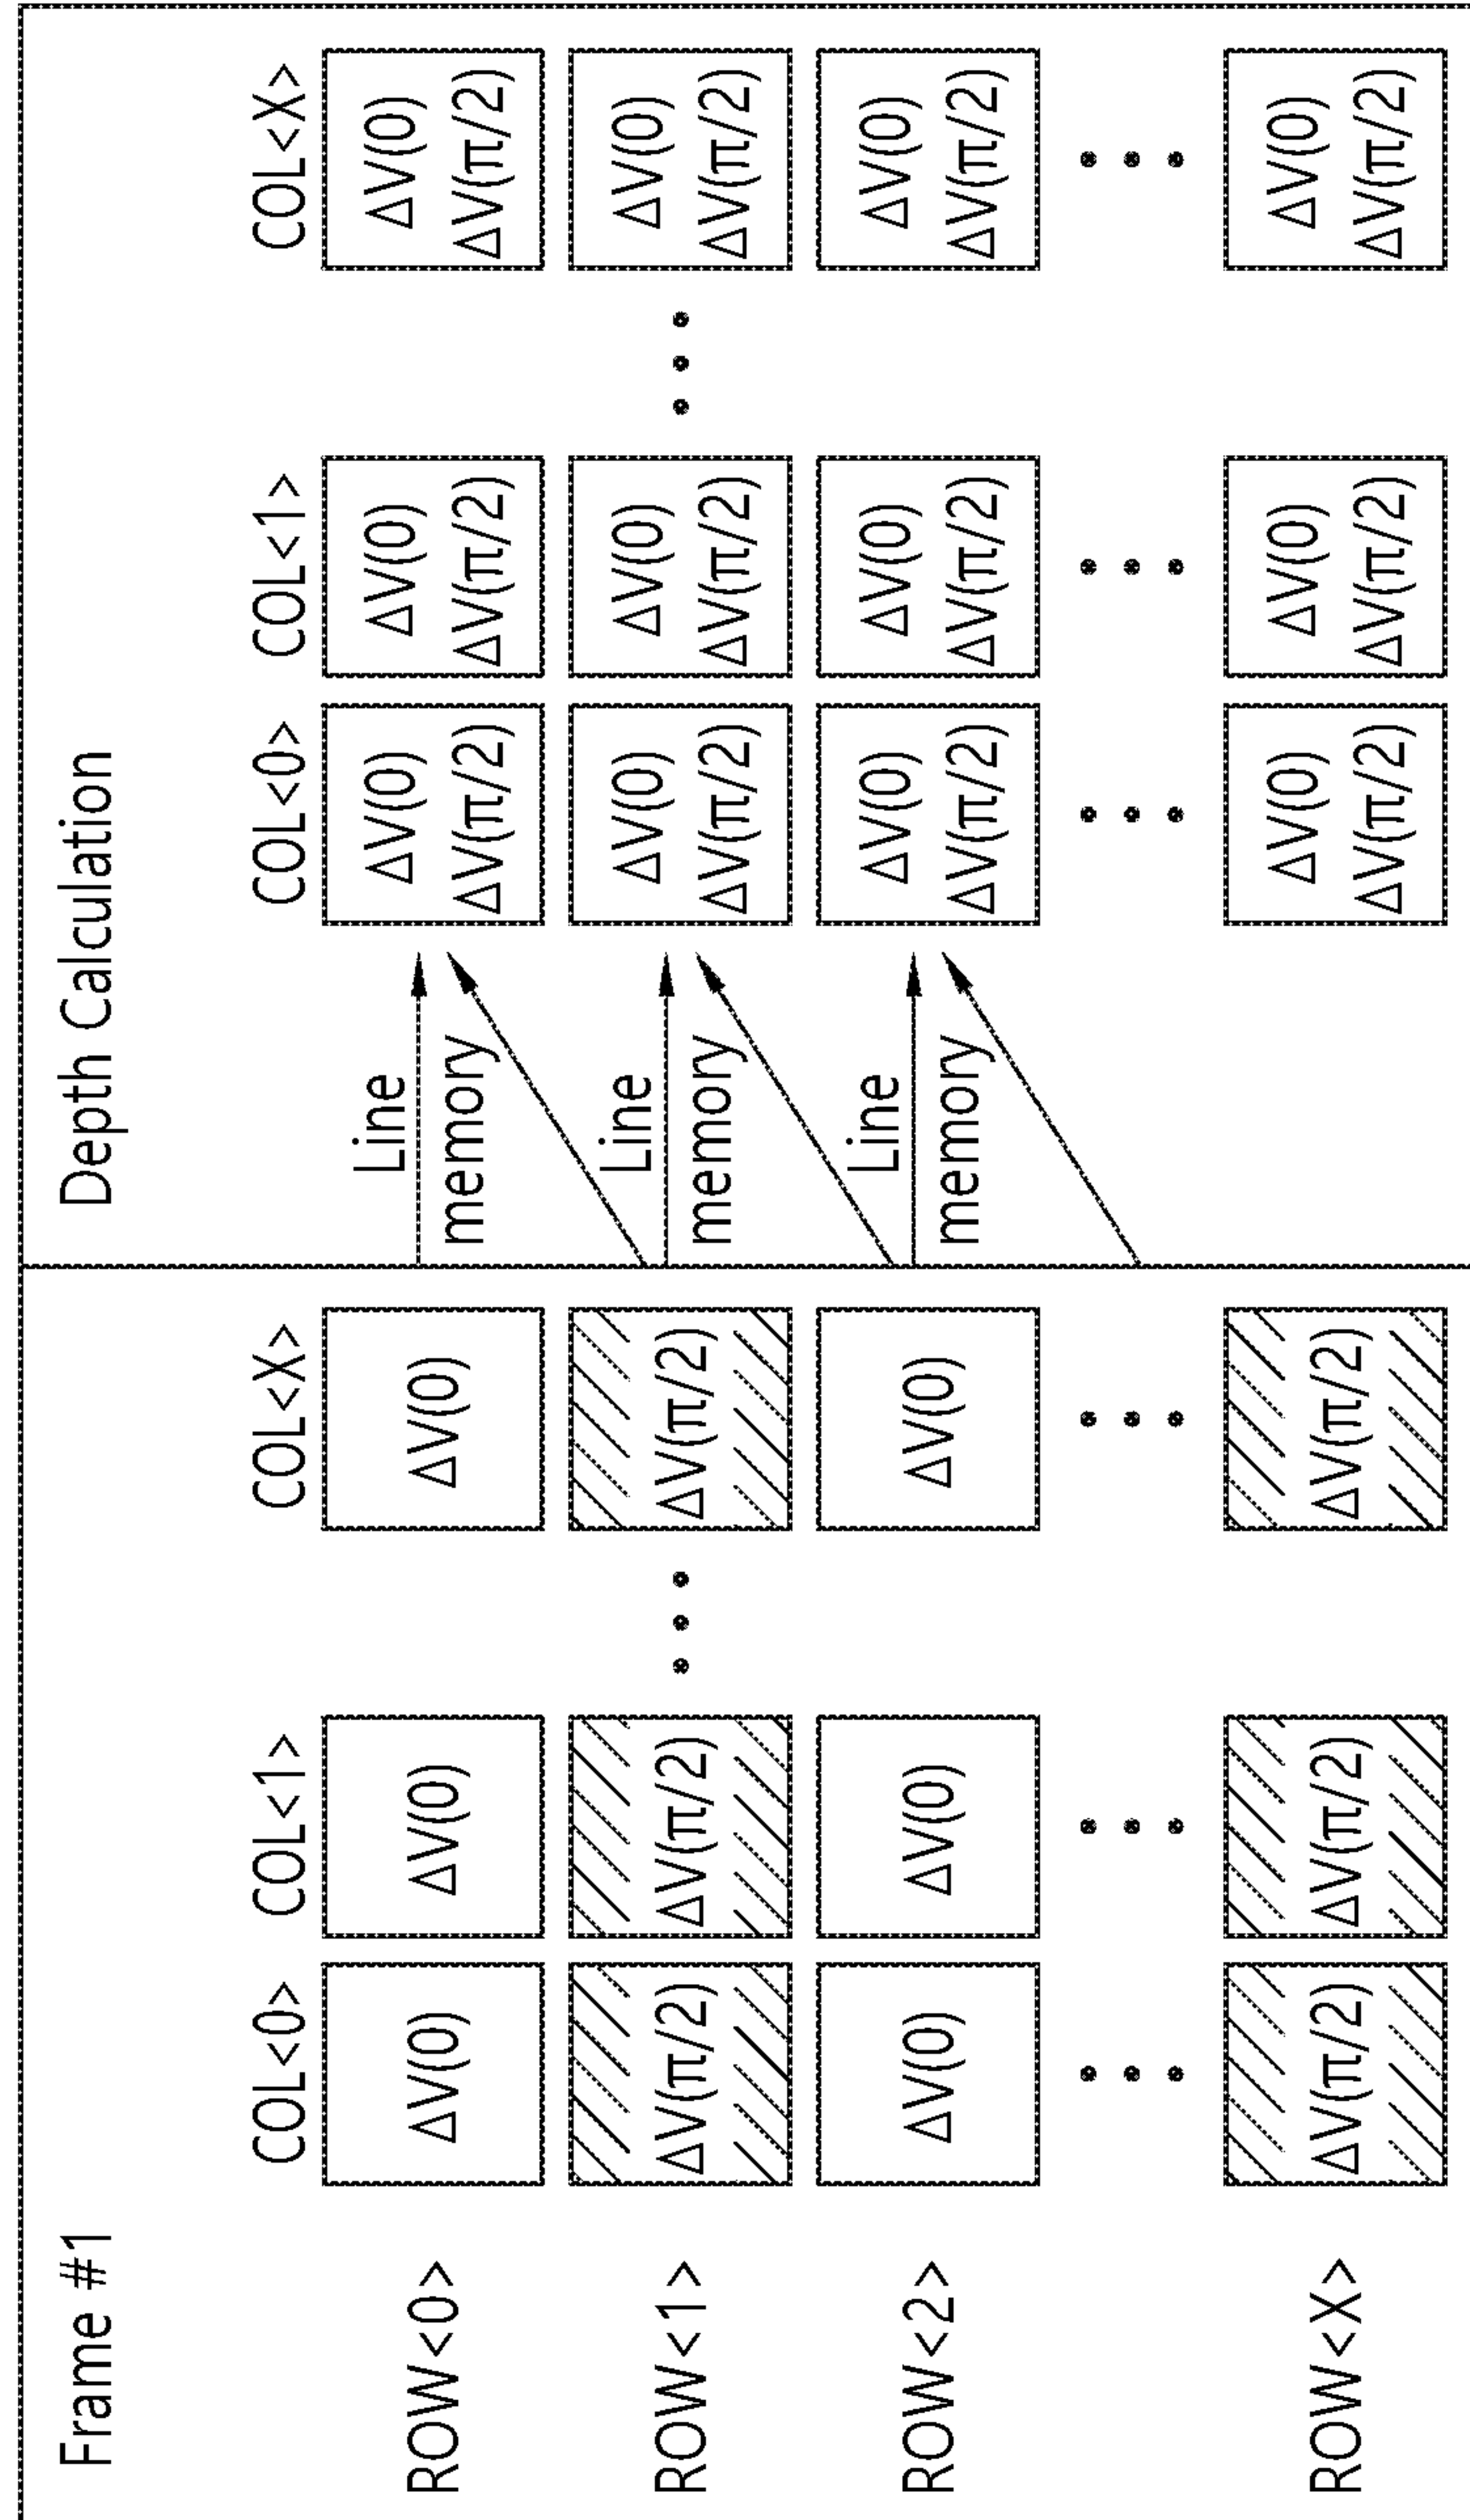 Frame #1
COL<0> COL<1> COL<X>
ROW<0> ΔV(0) ΔV(0) ΔV(0)
ROW<1> ΔV(π/2) ΔV(π/2) ΔV(π/2)
ROW<2> ΔV(0) ΔV(0) ΔV(0)
ROW<X> ΔV(π/2) ΔV(π/2) ΔV(π/2)
Depth Calculation
COL<0> COL<1> COL<X>
Line
memory
ΔV(0) ΔV(0) ΔV(0)
ΔV(π/2) ΔV(π/2) ΔV(π/2)
Line
memory
ΔV(0) ΔV(0) ΔV(0)
ΔV(π/2) ΔV(π/2) ΔV(π/2)
Line
memory
ΔV(0) ΔV(0) ΔV(0)
ΔV(π/2) ΔV(π/2) ΔV(π/2)
ΔV(0) ΔV(0) ΔV(0)
ΔV(π/2) ΔV(π/2) ΔV(π/2)